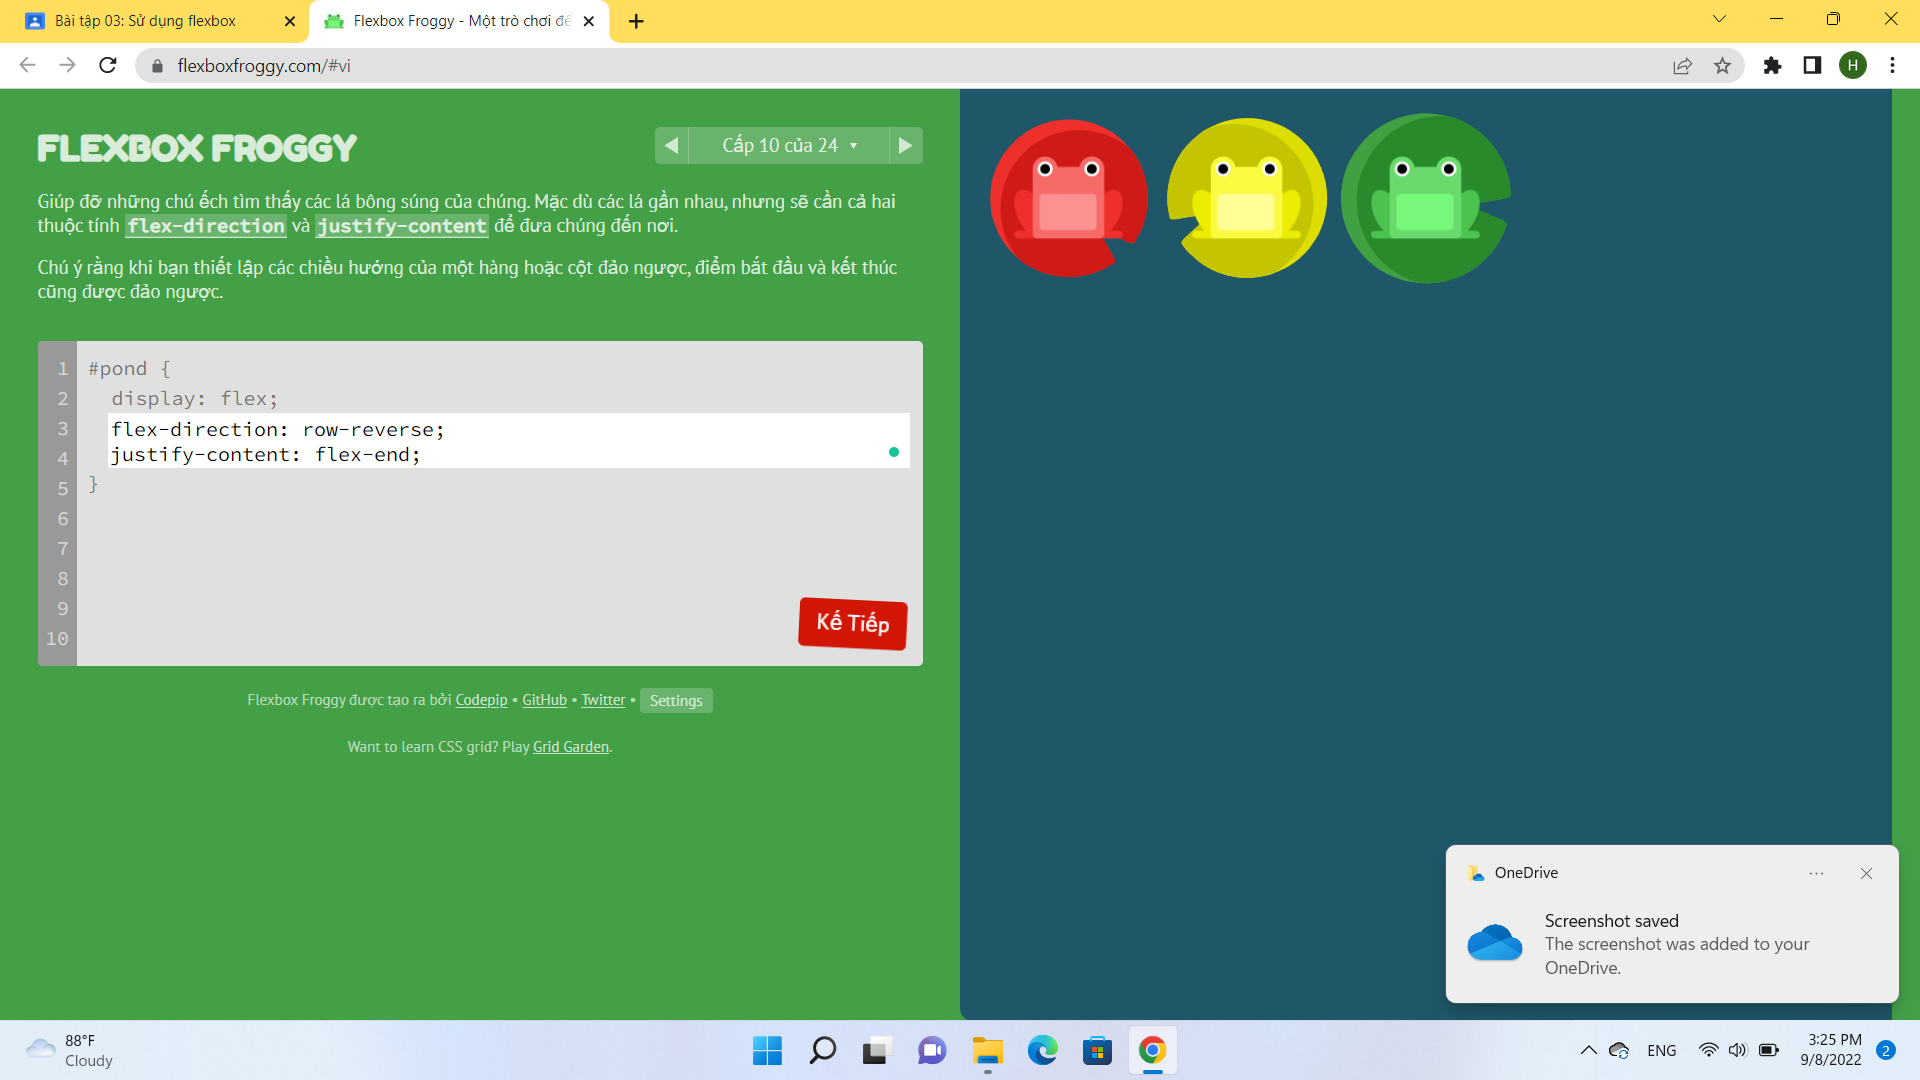 Bài tập 03: Sử dụng flexbox
Flexbox Froggy - Một trò chơi để
flexboxfroggy.com/#vi
H
FLEXBOX FROGGY
Cấp 10 của 24
Giúp đỡ những chú ếch tìm thấy các lá bông súng của chúng. Mặc dù các lá gần nhau, nhưng sẽ cần cả hai
thuộc tính flex-direction và justify-content để đưa chúng đến nơi.
Chú ý rằng khi bạn thiết lập các chiều hướng của một hàng hoặc cột đảo ngược, điểm bắt đầu và kết thúc
cũng được đảo ngược.
1 #pond {
2 display: flex;
3 flex-direction: row-reverse;
4 justify-content: flex-end;
5 }
6
7
8
9
10
Kế Tiếp
Flexbox Froggy được tạo ra bởi Codepip • GitHub • Twitter • Settings
Want to learn CSS grid? Play Grid Garden.
OneDrive
Screenshot saved
The screenshot was added to your
OneDrive.
88°F
Cloudy
ENG
3:25 PM
9/8/2022
2